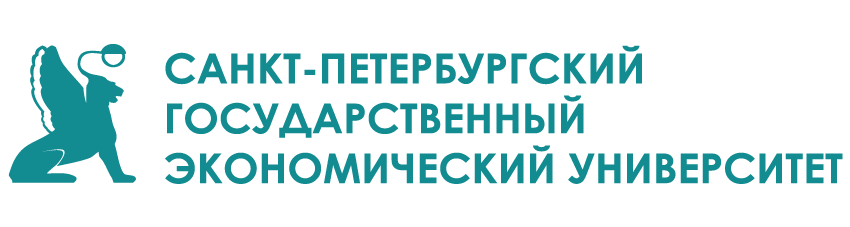 САНКТ-ПЕТЕРБУРГСКИЙ
ГОСУДАРСТВЕННЫЙ
ЭКОНОМИЧЕСКИЙ УНИВЕРСИТЕТ